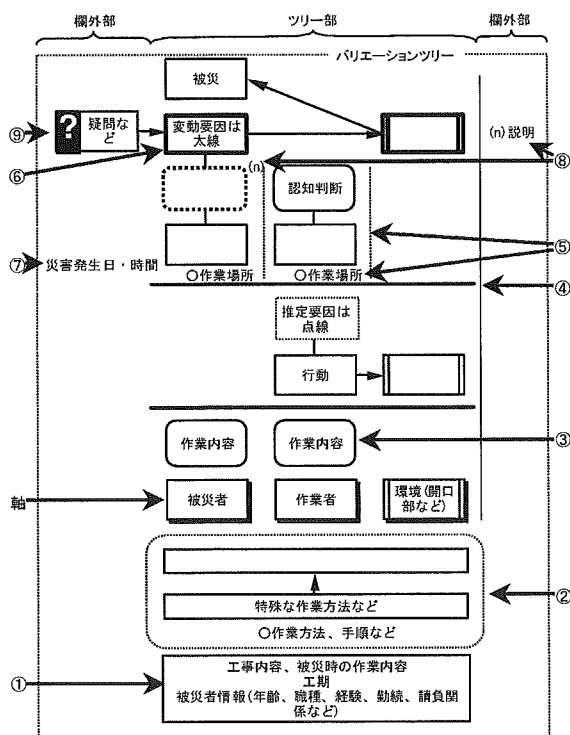 欄外部
ツリー部
欄外部
バリエーションツリー
被災
⑨
?
疑問など
変動要因は太線
(n)説明
⑥
(n)
⑧
認知判断
⑤
⑦
災害発生日・時間
○作業場所
○作業場所
④
推定要因は点線
行動
作業内容
作業内容
③
軸
被災者
作業者
環境(開口部など)
特殊な作業方法など
②
○作業方法、手順など
①
工事内容、被災時の作業内容
工期
被災者情報(年齢、職種、経験、勤続、請負関係など)